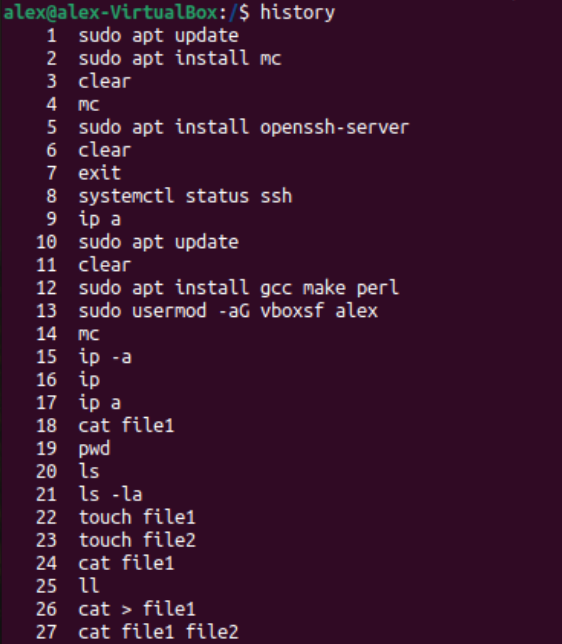 alex@alex-VirtualBox:/$ history
1 sudo apt update
2 sudo apt install mc
3 clear
4 mc
5 sudo apt install openssh-server
6 clear
7 exit
8 systemctl status ssh
9 ip a
10 sudo apt update
11 clear
12 sudo apt install gcc make perl
13 sudo usermod -aG vboxsf alex
14 mc
15 ip -a
16 ip
17 ip a
18 cat file1
19 pwd
20 ls
21 ls -la
22 touch file1
23 touch file2
24 cat file1
25 ll
26 cat > file1
27 cat file1 file2